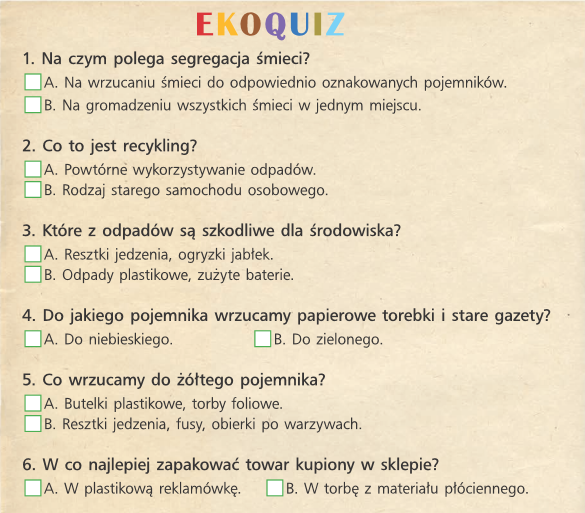 EKOQUIZ
1. Na czym polega segregacja śmieci?
A. Na wrzucaniu śmieci do odpowiednio oznakowanych pojemników.
B. Na gromadzeniu wszystkich śmieci w jednym miejscu.
2. Co to jest recykling?
A. Powtórne wykorzystywanie odpadów.
B. Rodzaj starego samochodu osobowego.
3. Które z odpadów są szkodliwe dla środowiska?
A. Resztki jedzenia, ogryzki jabłek.
B. Odpady plastikowe, zużyte baterie.
4. Do jakiego pojemnika wrzucamy papierowe torebki i stare gazety?
A. Do niebieskiego. B. Do zielonego.
5. Co wrzucamy do żółtego pojemnika?
A. Butelki plastikowe, torby foliowe.
B. Resztki jedzenia, fusy, obierki po warzywach.
6. W co najlepiej zapakować towar kupiony w sklepie?
A. W plastikową reklamówkę. B. W torbę z materiału płóciennego.